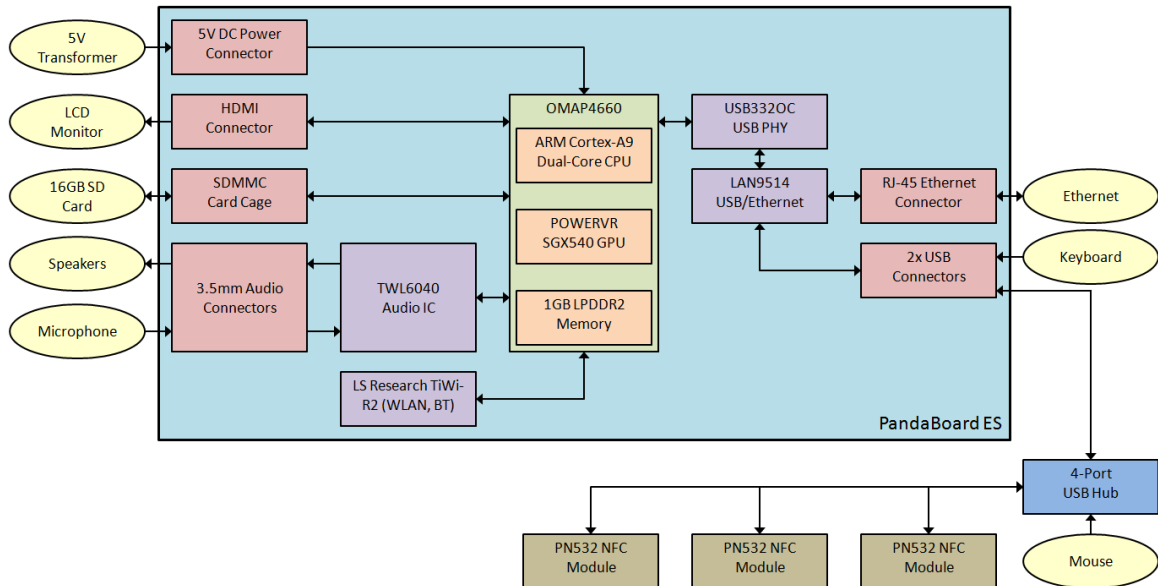 5V
Transformer
5V DC Power
Connector
LCD
Monitor
HDMI
Connector
OMAP4660
ARM Cortex-A9
Dual-Core CPU
USB332OC
USB PHY
16GB SD
Card
SDMMC
Card Cage
LAN9514
USB/Ethernet
RJ-45 Ethernet
Connector
Ethernet
POWERVR
SGX540 GPU
Speakers
3.5mm Audio
Connectors
TWL6040
Audio IC
2x USB
Connectors
Keyboard
Microphone
1GB LPDDR2
Memory
LS Research TiWi-
R2 (WLAN, BT)
PandaBoard ES
4-Port
USB Hub
PN532 NFC
Module
PN532 NFC
Module
PN532 NFC
Module
Mouse